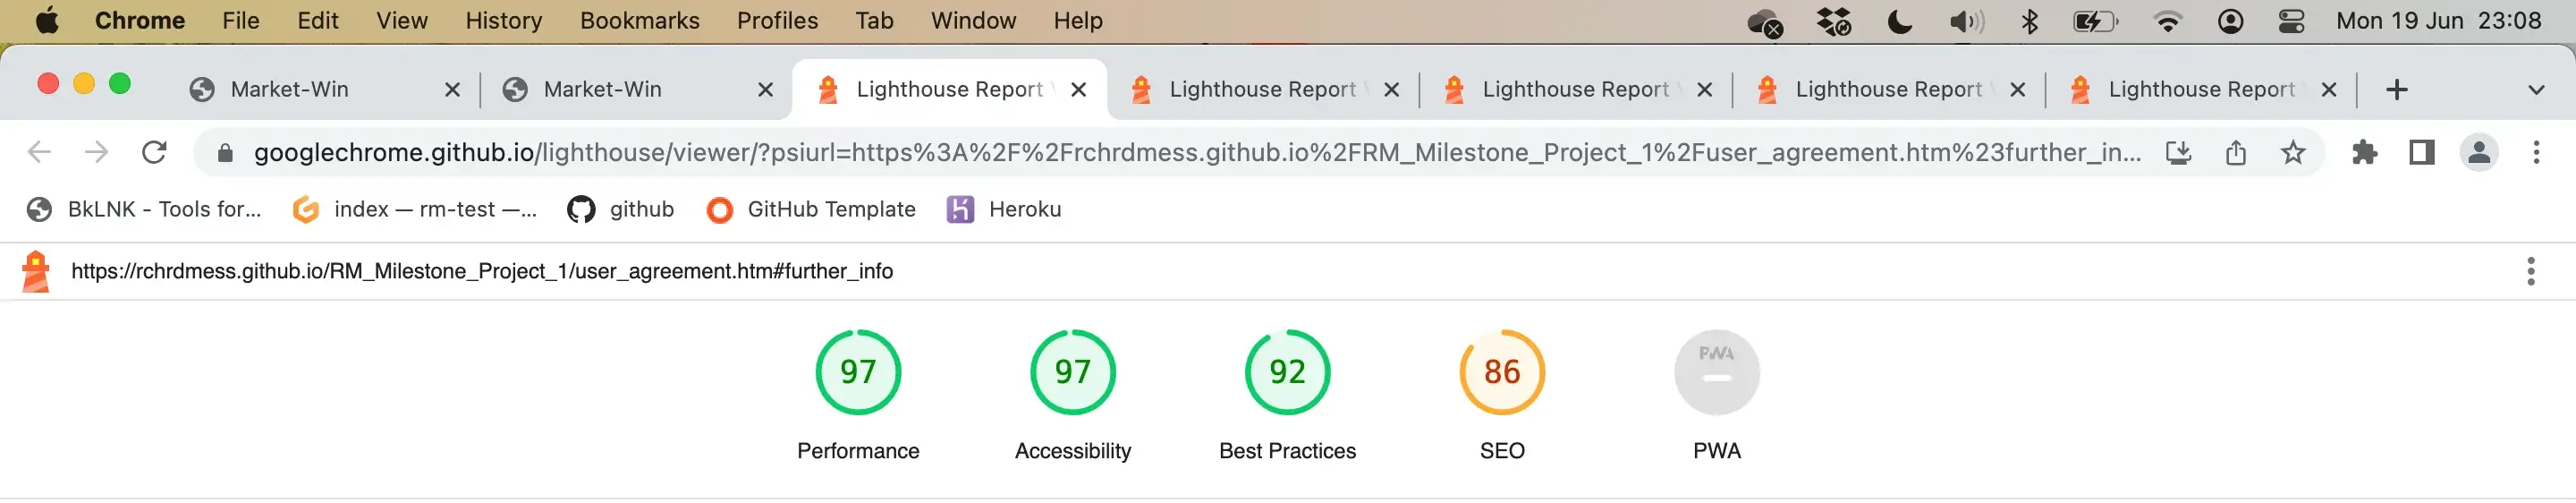 Chrome File Edit View History Bookmarks Profiles Tab Window Help Mon 19 Jun 23:08
Market-Win Market-Win Lighthouse Report Lighthouse Report Lighthouse Report Lighthouse Report Lighthouse Report
googlechrome.github.io/lighthouse/viewer/?psiurl=https%3A%2F%2Frchrdmess.github.io%2FRM_Milestone_Project_1%2Fuser_agreement.htm%23further_in...
BkLNK - Tools for... index — rm-test —... github GitHub Template Heroku
https://rchrdmess.github.io/RM_Milestone_Project_1/user_agreement.htm#further_info
97 97 92 86 PWA
Performance Accessibility Best Practices SEO PWA